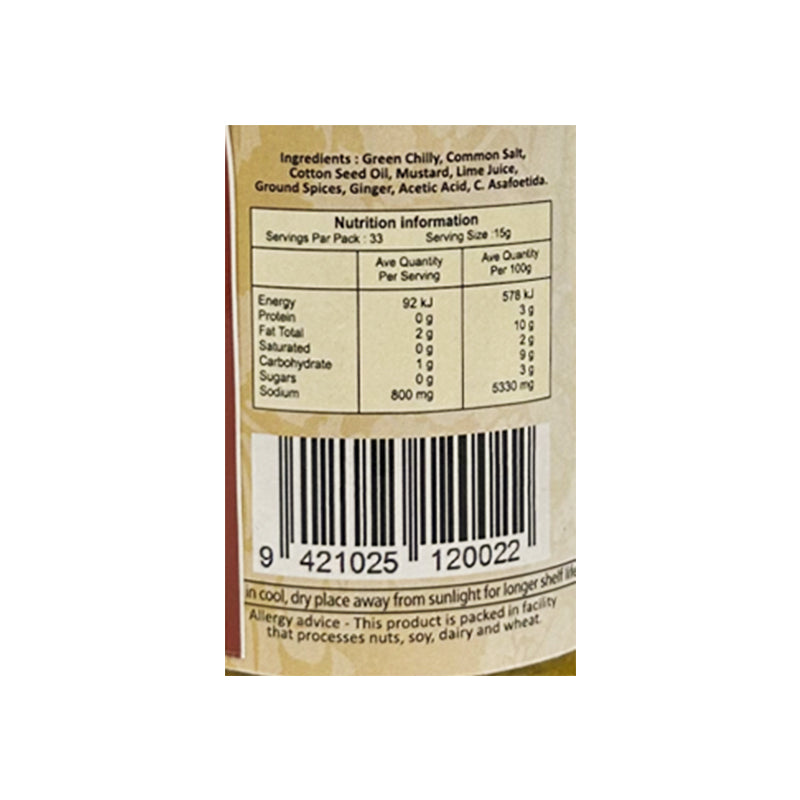 Ingredients : Green Chilly, Common Salt,
Cotton Seed Oil, Mustard, Lime Juice,
Ground Spices, Ginger, Acetic Acid, C. Asafoetida.
Nutrition information
Servings Par Pack : 33 Serving Size :15g
Ave Quantity Per Serving Ave Quantity Per 100g
Energy 92 kJ 578 kJ
Protein 0 g 3 g
Fat Total 2 g 10 g
Saturated 0 g 2 g
Carbohydrate 1 g 9 g
Sugars 0 g 3 g
Sodium 800 mg 5330 mg
9 421025 120022
in cool, dry place away from sunlight for longer shelf life
Allergy advice - This product is packed in facility
that processes nuts, soy, dairy and wheat.